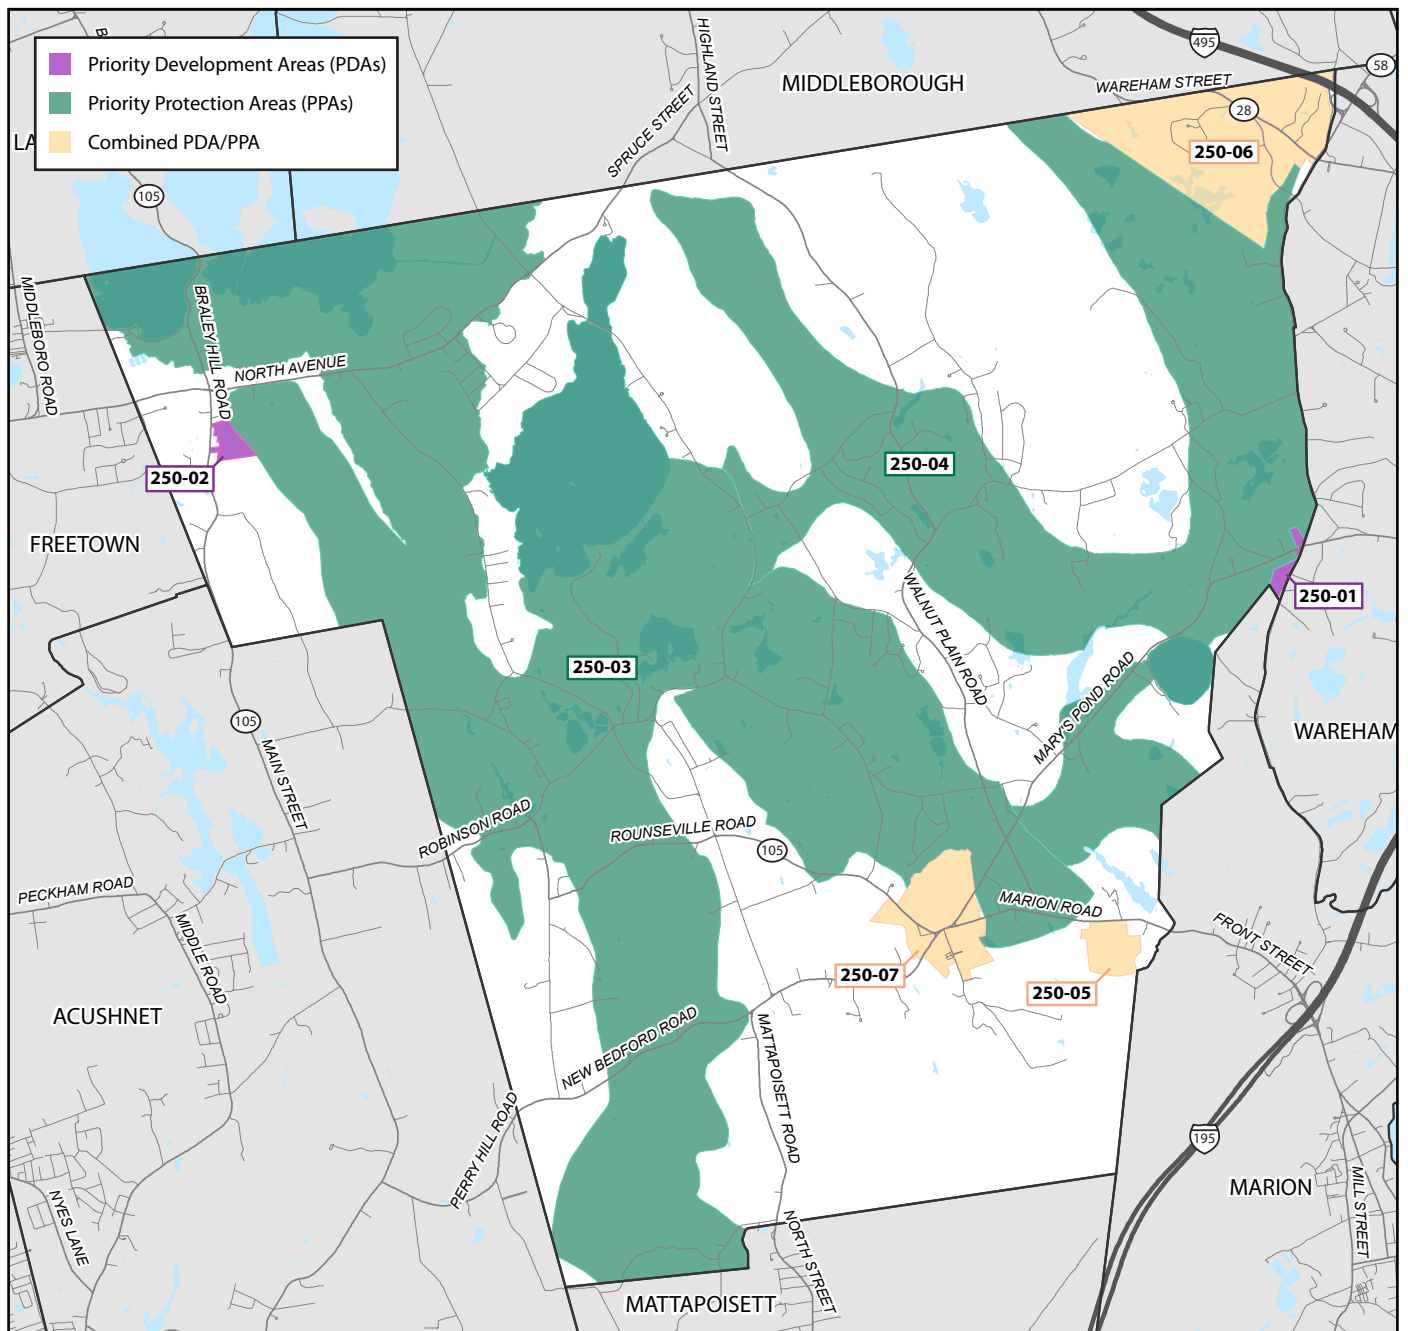 Priority Development Areas (PDAs)
Priority Protection Areas (PPAs)
Combined PDA/PPA
B
LA
495
58
HIGHLAND STREET
MIDDLEBOROUGH
WAREHAM STREET
28
SPRUCE STREET
250-06
105
MIDDLEBORO ROAD
BRALEY HILL ROAD
NORTH AVENUE
250-02
250-04
FREETOWN
250-01
WALNUT PLAIN ROAD
250-03
MARY'S POND ROAD
105
MAIN STREET
WAREHAM
ROBINSON ROAD
ROUNSEVILLE ROAD
105
PECKHAM ROAD
MIDDLE ROAD
MARION ROAD
FRONT STREET
250-07
250-05
ACUSHNET
NEW BEDFORD ROAD
MATTAPOISETT ROAD
PERRY HILL ROAD
195
NYES LANE
MARION
MILL STREET
NORTH STREET
MATTAPOISETT